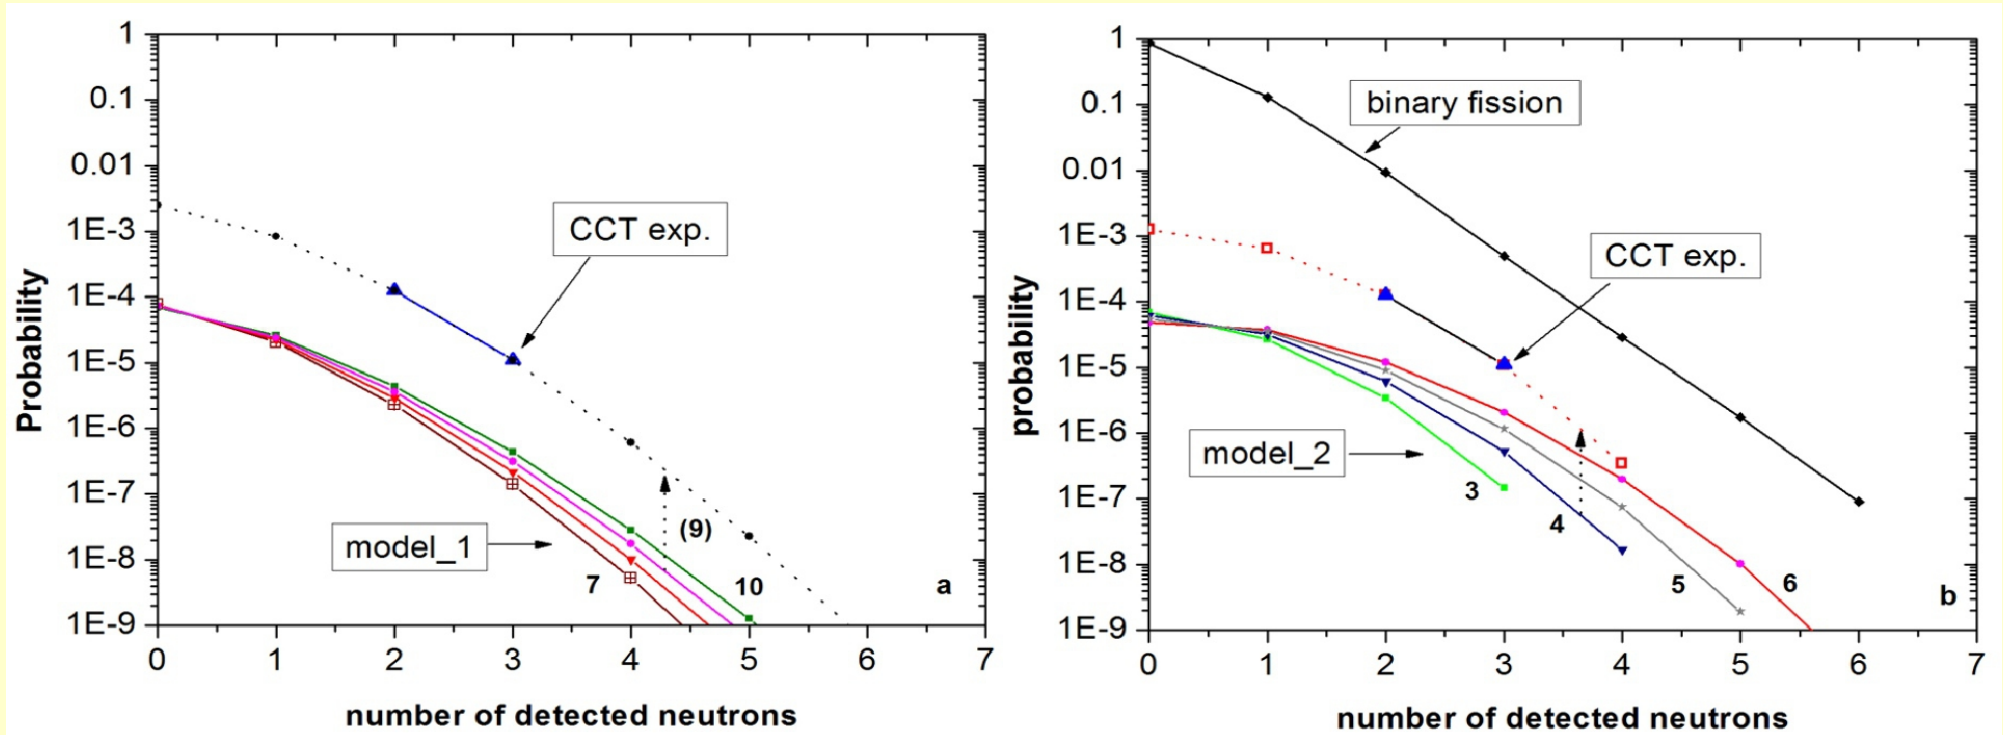 1
0.1
0.01
1E-3
1E-4
1E-5
1E-6
1E-7
1E-8
1E-9
Probability
CCT exp.
model_1
(9)
7
10
a
0 1 2 3 4 5 6 7
number of detected neutrons
1
0.1
0.01
1E-3
1E-4
1E-5
1E-6
1E-7
1E-8
1E-9
probability
binary fission
CCT exp.
model_2
3
4
5
6
b
0 1 2 3 4 5 6 7
number of detected neutrons